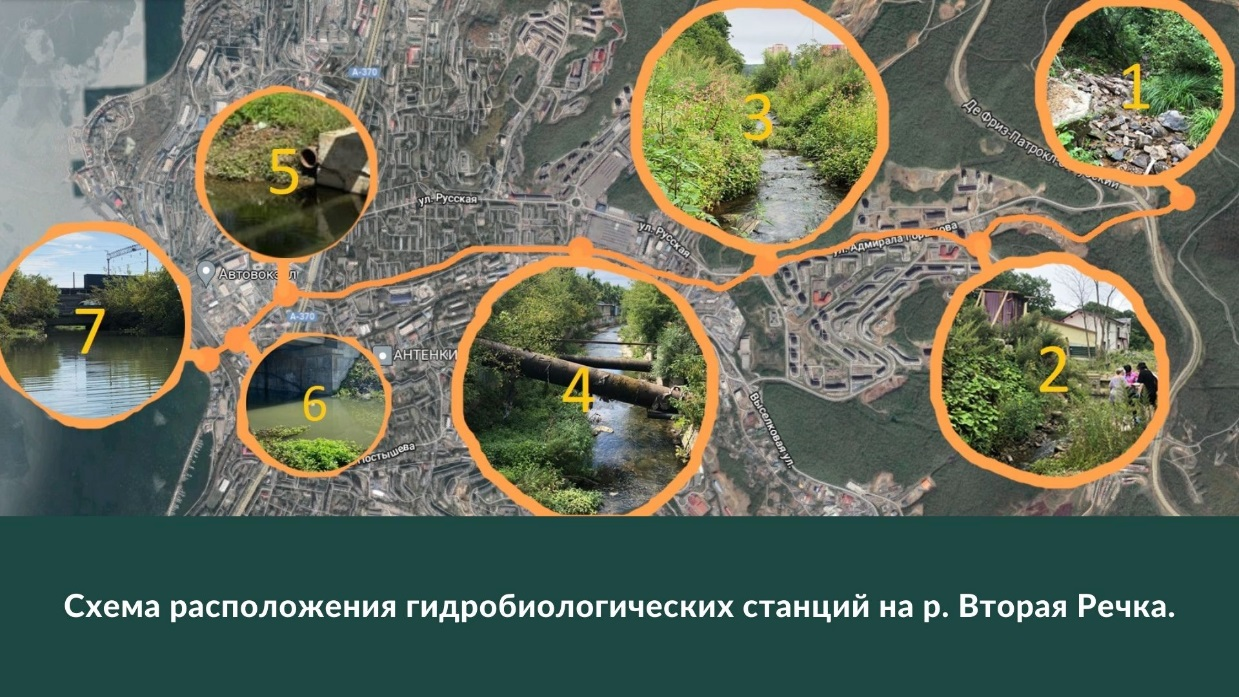 1
3
А-370
Де Фриз-Патрокл
ул. Русская
5
ул. Русская
ул. Адмирала Горшкова
Автовокзал
7
А-370
АНТЕНКИ
2
4
6
Выселковая ул.
Постышева
Схема расположения гидробиологических станций на р. Вторая Речка.